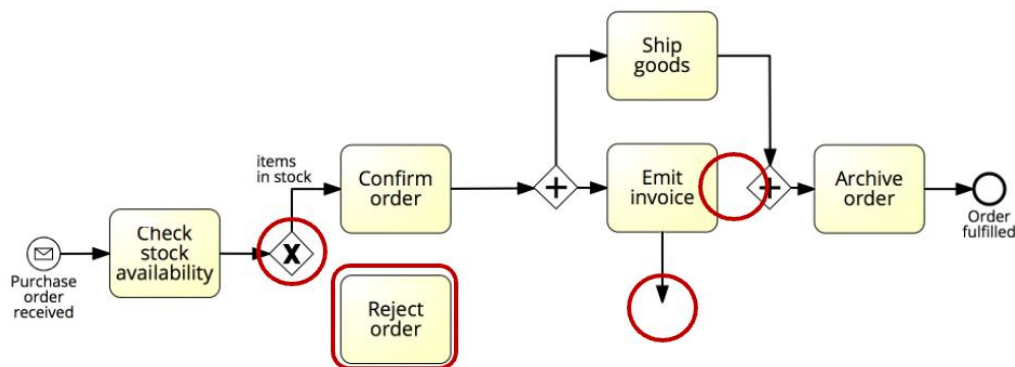 Purchase
order
received
Check
stock
availability
items
in stock
X
Confirm
order
Reject
order
+
Ship
goods
Emit
invoice
+
Archive
order
Order
fulfilled